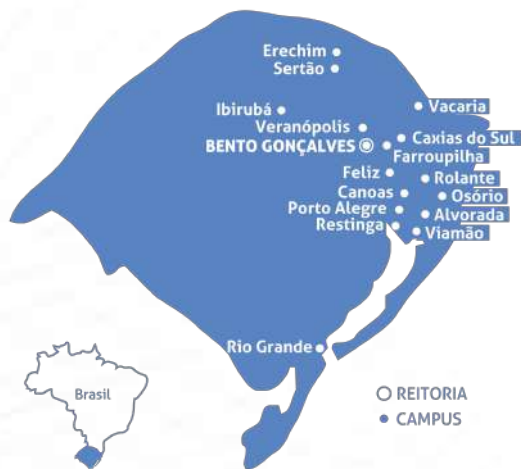 Erechim
Sertão
Vacaria
Ibirubá
Veranópolis
Caxias do Sul
BENTO GONÇALVES
Farroupilha
Feliz
Rolante
Canoas
Osório
Porto Alegre
Alvorada
Restinga
Viamão
Rio Grande
Brasil
REITORIA
CAMPUS